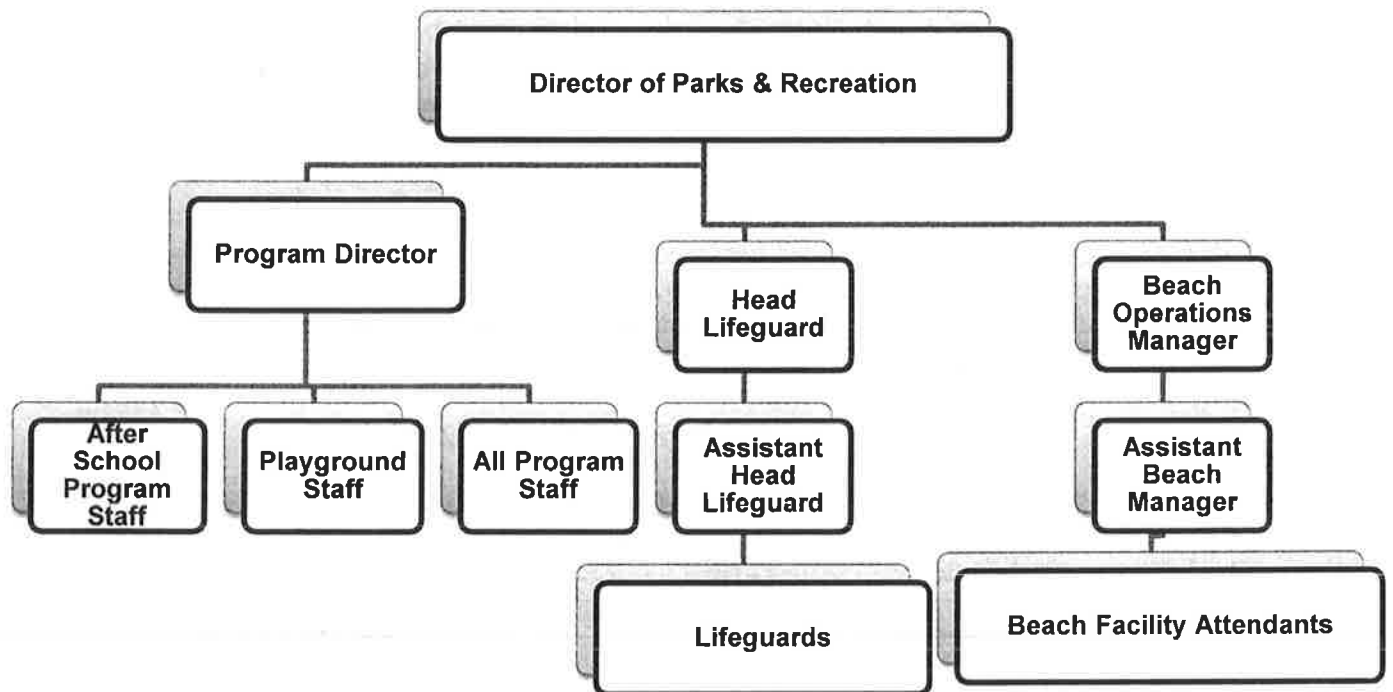 Director of Parks & Recreation
Program Director
Head
Lifeguard
Beach
Operations
Manager
After
School
Program
Staff
Playground
Staff
All Program
Staff
Assistant
Head
Lifeguard
Assistant
Beach
Manager
Lifeguards
Beach Facility Attendants